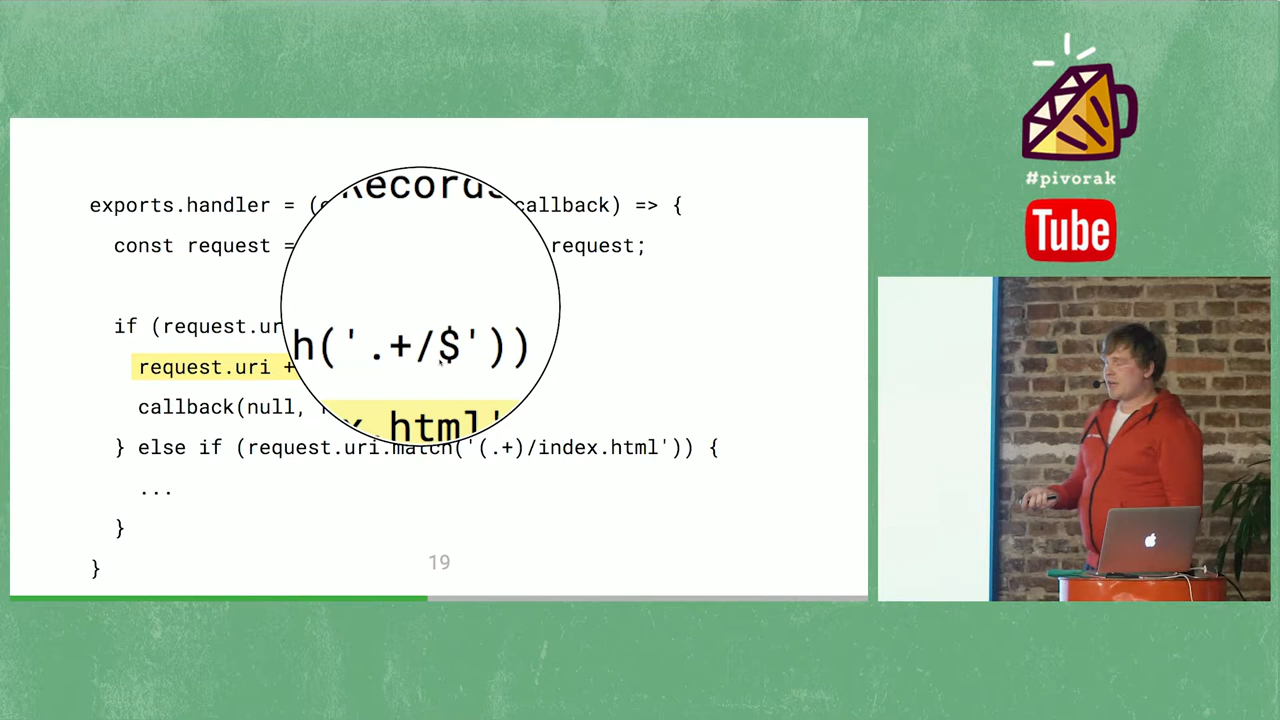 exports.handler = ( callback) => {
Records
const request = request;
if (request.ur
h('.+/$'))
request.uri +
callback(null,
html'
} else if (request.uri.match('(.+)/index.html')) {
...
}
}
19
#pivorak
Tube